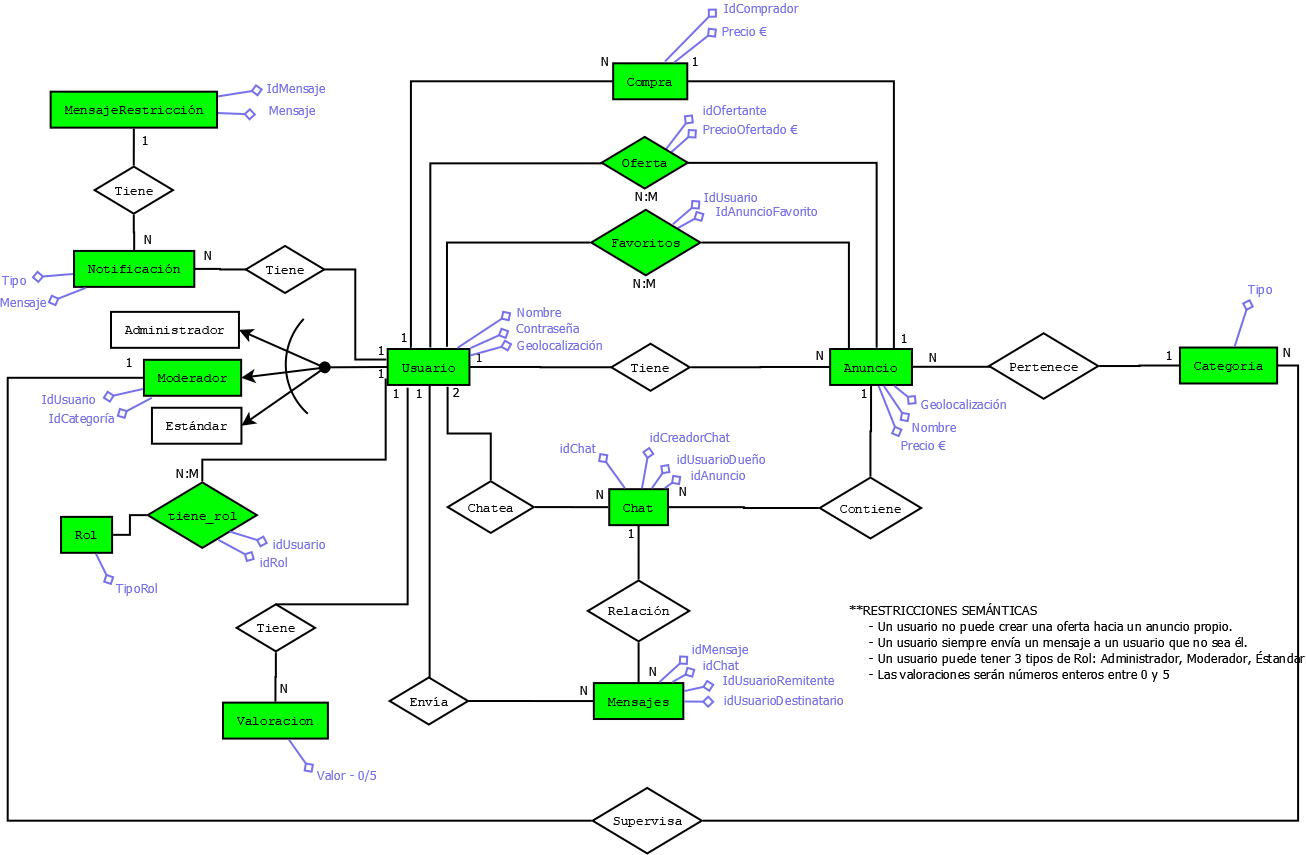 IdComprador
Precio €
N
1
Compra
IdMensaje
Mensaje
MensajeRestricción
1
idOfertante
PrecioOfertado €
Oferta
N:M
Tiene
IdUsuario
IdAnuncioFavorito
Favoritos
N:M
N
N
Notificación
Tiene
Tipo
Mensaje
Administrador
1
Moderador
IdUsuario
IdCategoría
Estándar
Nombre
Contraseña
Geolocalización
1
1
1
Usuario
1
1
1
2
Tiene
N
1
Anuncio
N
1
Geolocalización
Nombre
Precio €
Pertenece
Tipo
1
Categoria
N
N:M
tiene_rol
Rol
idUsuario
idRol
TipoRol
Chatea
idChat
idCreadorChat
idUsuarioDueño
idAnuncio
N
N
Chat
1
Contiene
Relación
N
Tiene
N
Valoracion
Valor - 0/5
Envía
N
idMensaje
idChat
IdUsuarioRemitente
idUsuarioDestinatario
Mensajes
**RESTRICCIONES SEMÁNTICAS
- Un usuario no puede crear una oferta hacia un anuncio propio.
- Un usuario siempre envía un mensaje a un usuario que no sea él.
- Un usuario puede tener 3 tipos de Rol: Administrador, Moderador, Éstandar
- Las valoraciones serán números enteros entre 0 y 5
Supervisa